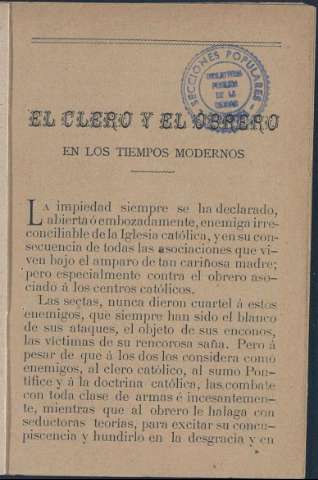 SECCIONES POPULARES
BIBLIOTECA
PUBLICA
DE LA
CIUDAD
EL CLERO Y EL OBRERO
EN LOS TIEMPOS MODERNOS
LA impiedad siempre se ha declarado,
abierta ó embozadamente, enemiga irre-
conciliable de la Iglesia católica, y en su con-
secuencia de todas las asociaciones que vi-
ven bajo el amparo de tan cariñosa madre;
pero especialmente contra el obrero aso-
ciado á los centros católicos.
Las sectas, nunca dieron cuartel á estos
enemigos, que siempre han sido el blanco
de sus ataques, el objeto de sus enconos,
las víctimas de su rencorosa saña. Pero á
pesar de que á los dos los considera como
enemigos, al clero católico, al sumo Pon-
tífice y á la doctrina católica, las combate
con toda clase de armas é incesantemen-
te, mientras que al obrero le halaga con
seductoras teorías, para excitar su concu-
piscencia y hundirlo en la desgracia y en